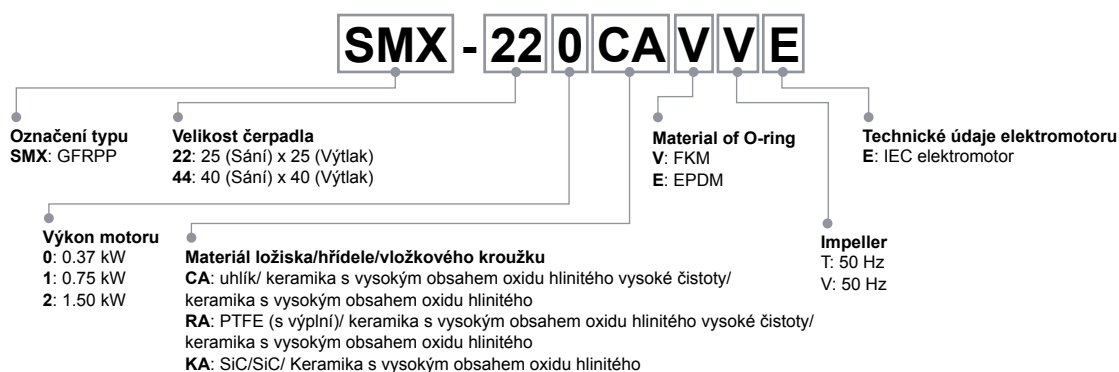 SMX - 22 0 CA V V E
Označení typu
SMX: GFRPP
Velikost čerpadla
22: 25 (Sání) x 25 (Výtlak)
44: 40 (Sání) x 40 (Výtlak)
Material of O-ring
V: FKM
E: EPDM
Technické údaje elektromotoru
E: IEC elektromotor
Výkon motoru
0: 0.37 kW
1: 0.75 kW
2: 1.50 kW
Materiál ložiska/hřídele/vložkového kroužku
CA: uhlík/ keramika s vysokým obsahem oxidu hlinitého vysoké čistoty/
keramika s vysokým obsahem oxidu hlinitého
RA: PTFE (s výplní)/ keramika s vysokým obsahem oxidu hlinitého vysoké čistoty/
keramika s vysokým obsahem oxidu hlinitého
KA: SiC/SiC/ Keramika s vysokým obsahem oxidu hlinitého
Impeller
T: 50 Hz
V: 50 Hz